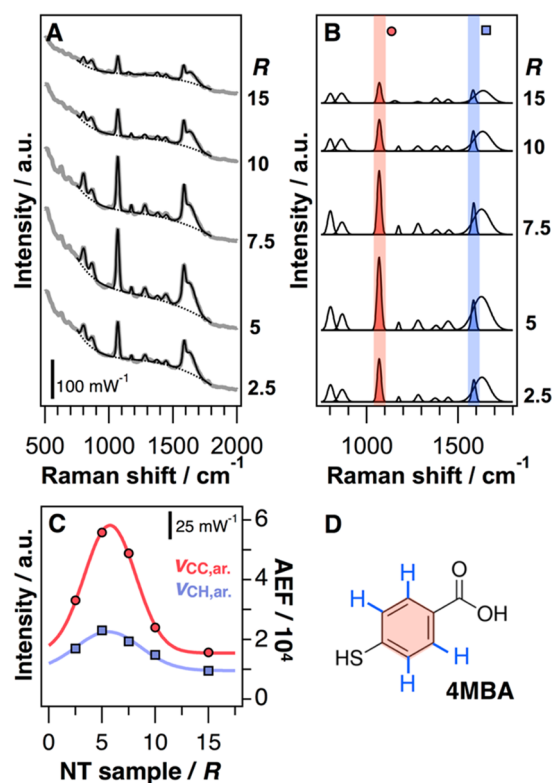 A
R
15
10
7.5
5
2.5
Intensity / a.u.
100 mW⁻¹
500 1000 1500 2000
Raman shift / cm⁻¹
B
R
15
10
7.5
5
2.5
Intensity / a.u.
1000 1500
Raman shift / cm⁻¹
C
25 mW⁻¹
νCC,ar.
νCH,ar.
Intensity / a.u.
AEF / 10⁴
6
4
2
0
0 5 10 15
NT sample / R
D
H
O
H
OH
HS
H
H
4MBA